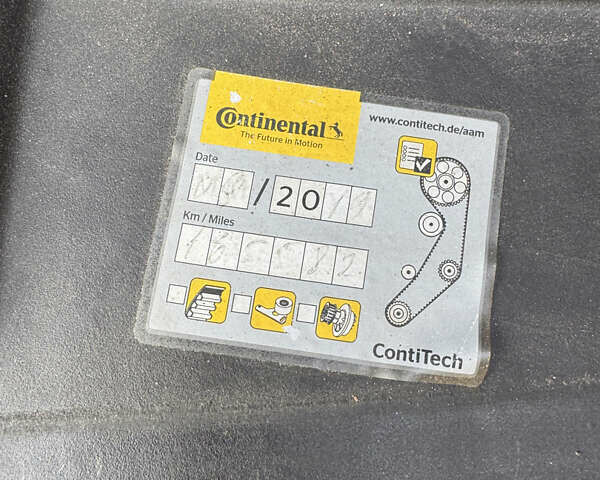 Continental
The Future in Motion
www.contitech.de/aam
Date
/20
Km / Miles
ContiTech